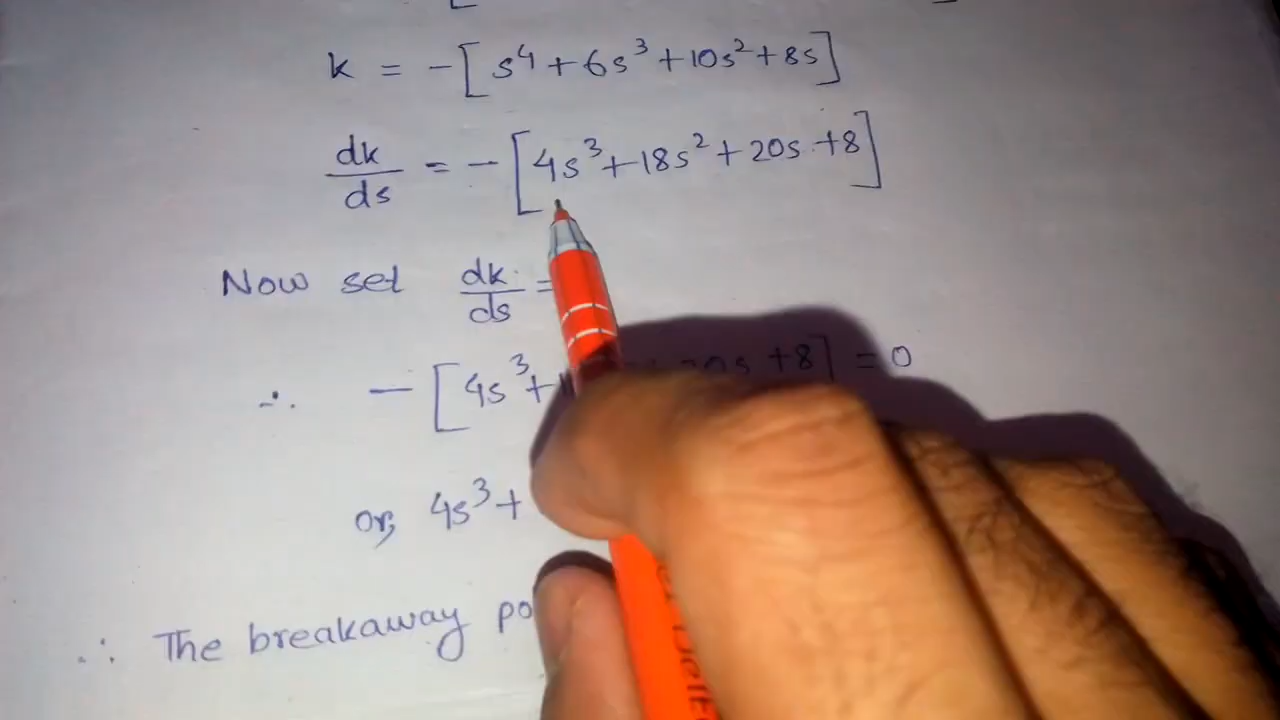 k = -[s⁴+6s³+10s²+8s]
dk/ds = -[4s³+18s²+20s+8]
Now set dk/ds =
∴ -[4s³+ 20s +8] = 0
or, 4s³+
∴ The breakaway